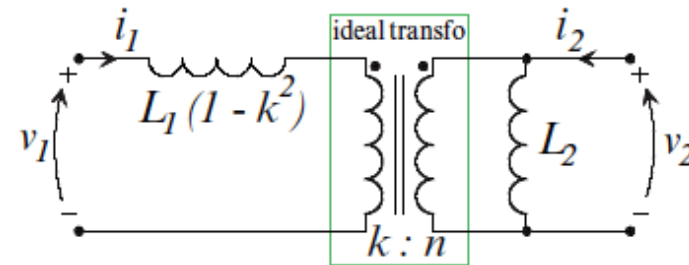 i₁
ideal transfo
i₂
+
+
L₁(1 - k²)
v₁
L₂
v₂
−
−
k : n